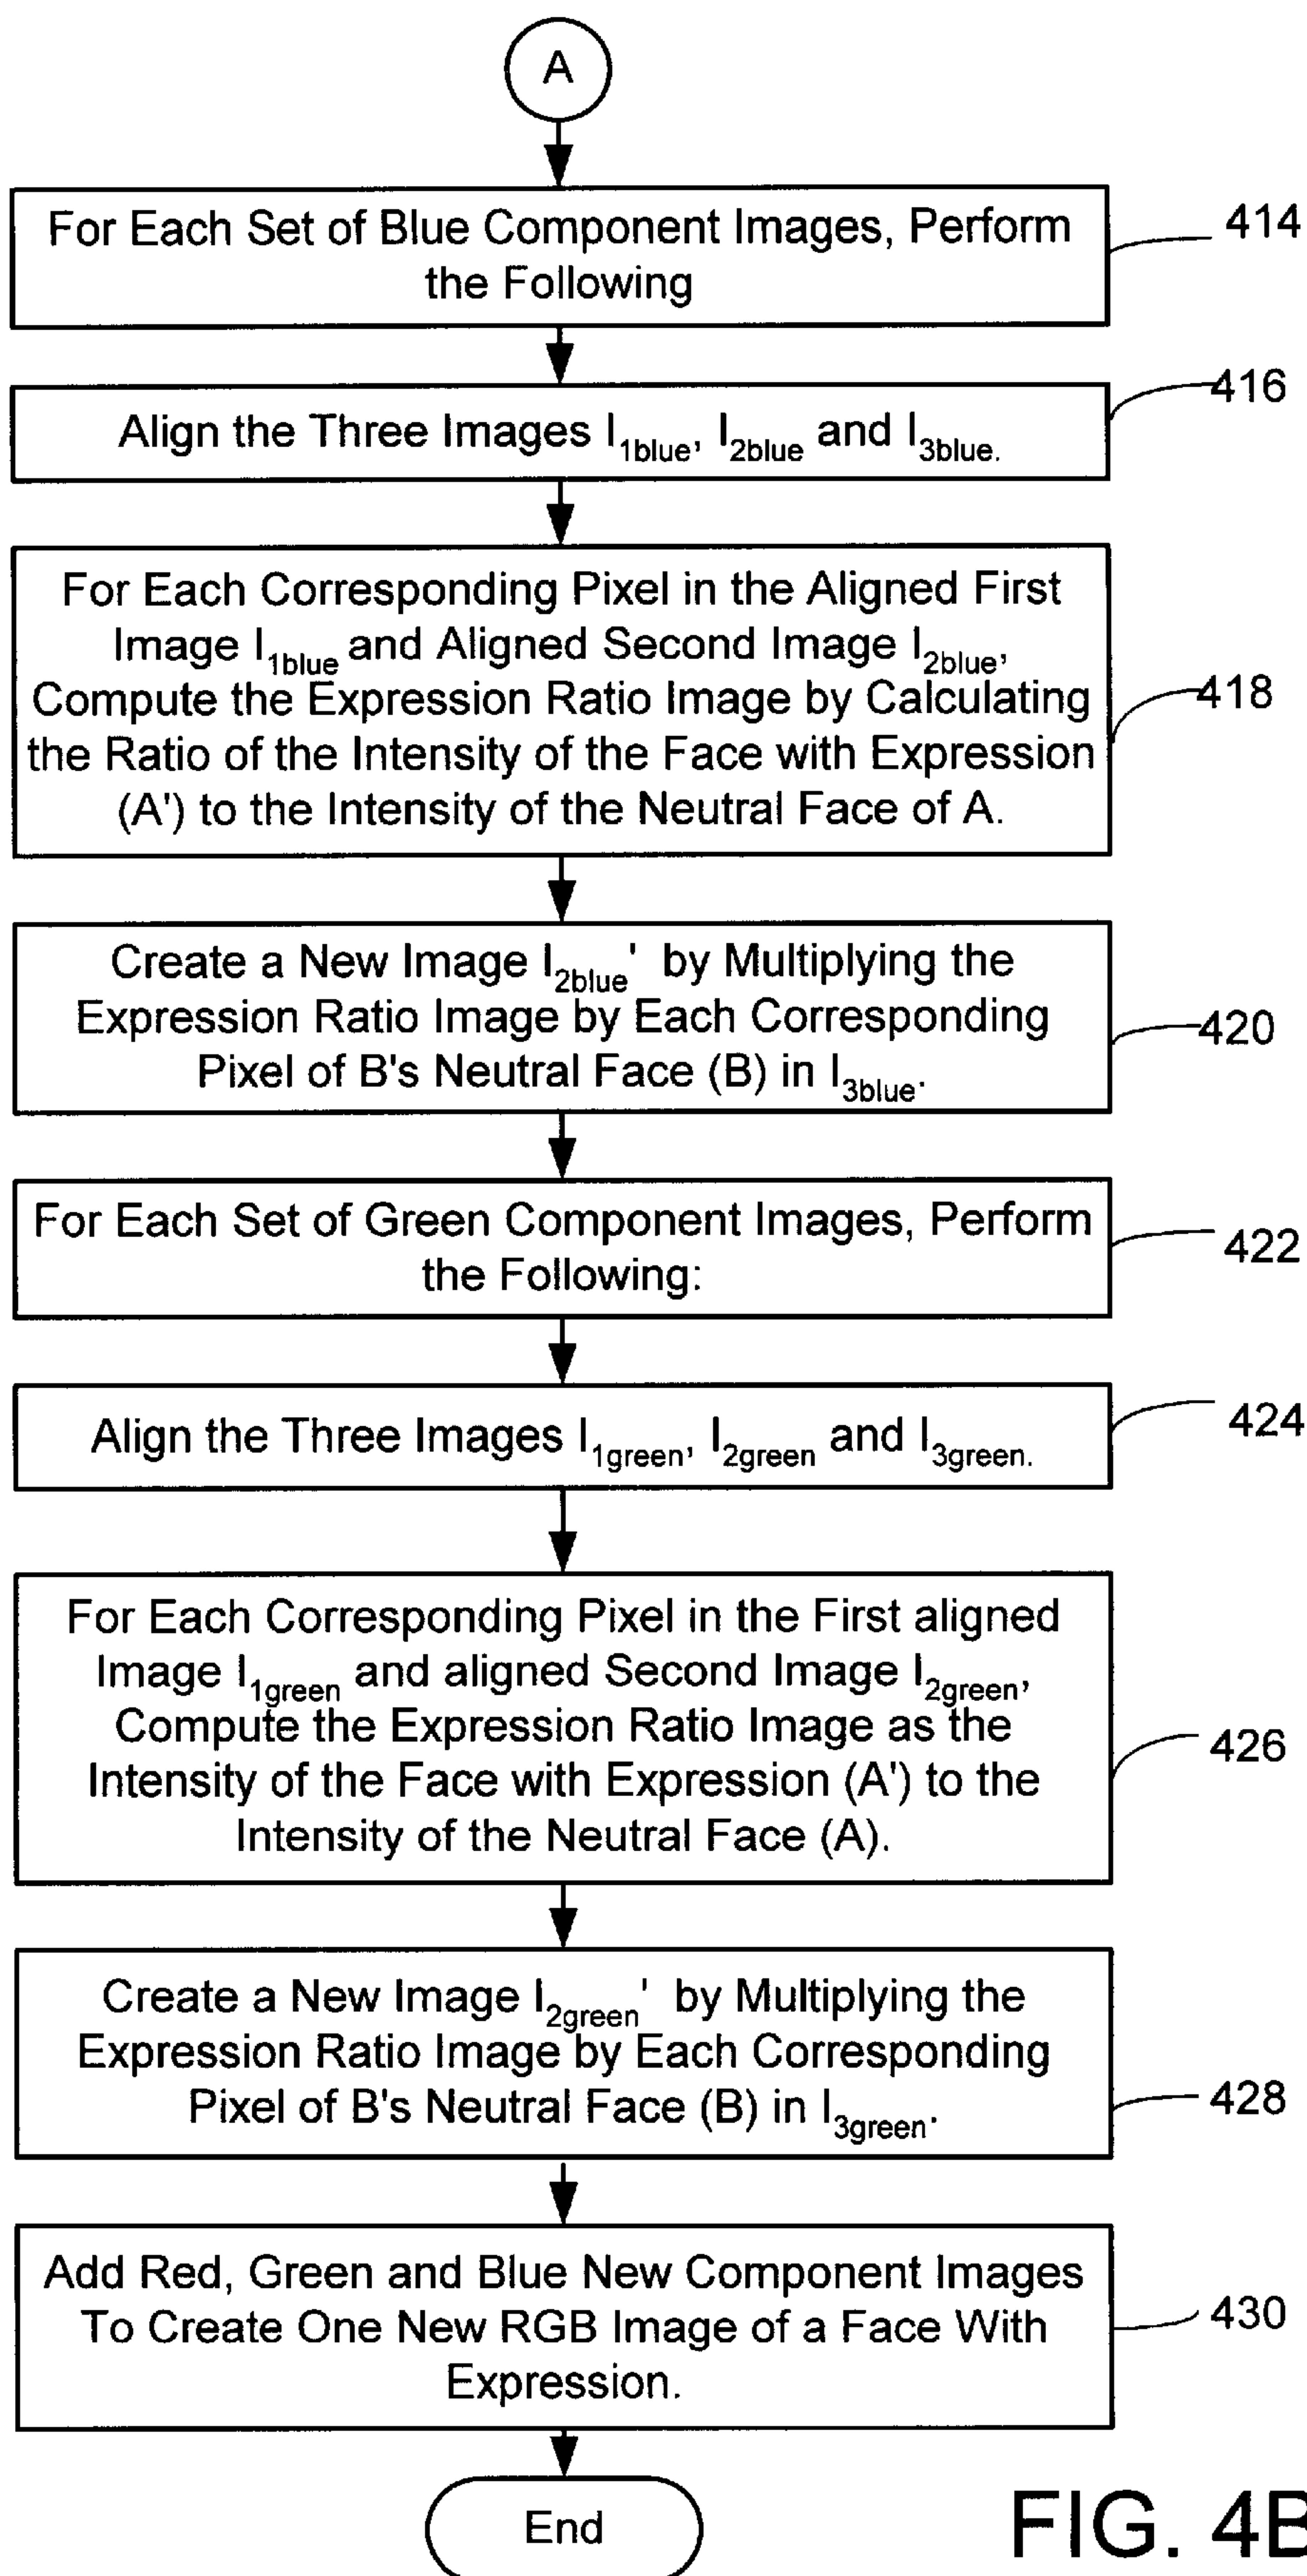 A
For Each Set of Blue Component Images, Perform
the Following
414
Align the Three Images I1blue, I2blue and I3blue.
416
For Each Corresponding Pixel in the Aligned First
Image I1blue and Aligned Second Image I2blue,
Compute the Expression Ratio Image by Calculating
the Ratio of the Intensity of the Face with Expression
(A') to the Intensity of the Neutral Face of A.
418
Create a New Image I2blue' by Multiplying the
Expression Ratio Image by Each Corresponding
Pixel of B's Neutral Face (B) in I3blue.
420
For Each Set of Green Component Images, Perform
the Following:
422
Align the Three Images I1green, I2green and I3green.
424
For Each Corresponding Pixel in the First aligned
Image I1green and aligned Second Image I2green,
Compute the Expression Ratio Image as the
Intensity of the Face with Expression (A') to the
Intensity of the Neutral Face (A).
426
Create a New Image I2green' by Multiplying the
Expression Ratio Image by Each Corresponding
Pixel of B's Neutral Face (B) in I3green.
428
Add Red, Green and Blue New Component Images
To Create One New RGB Image of a Face With
Expression.
430
End
FIG. 4B